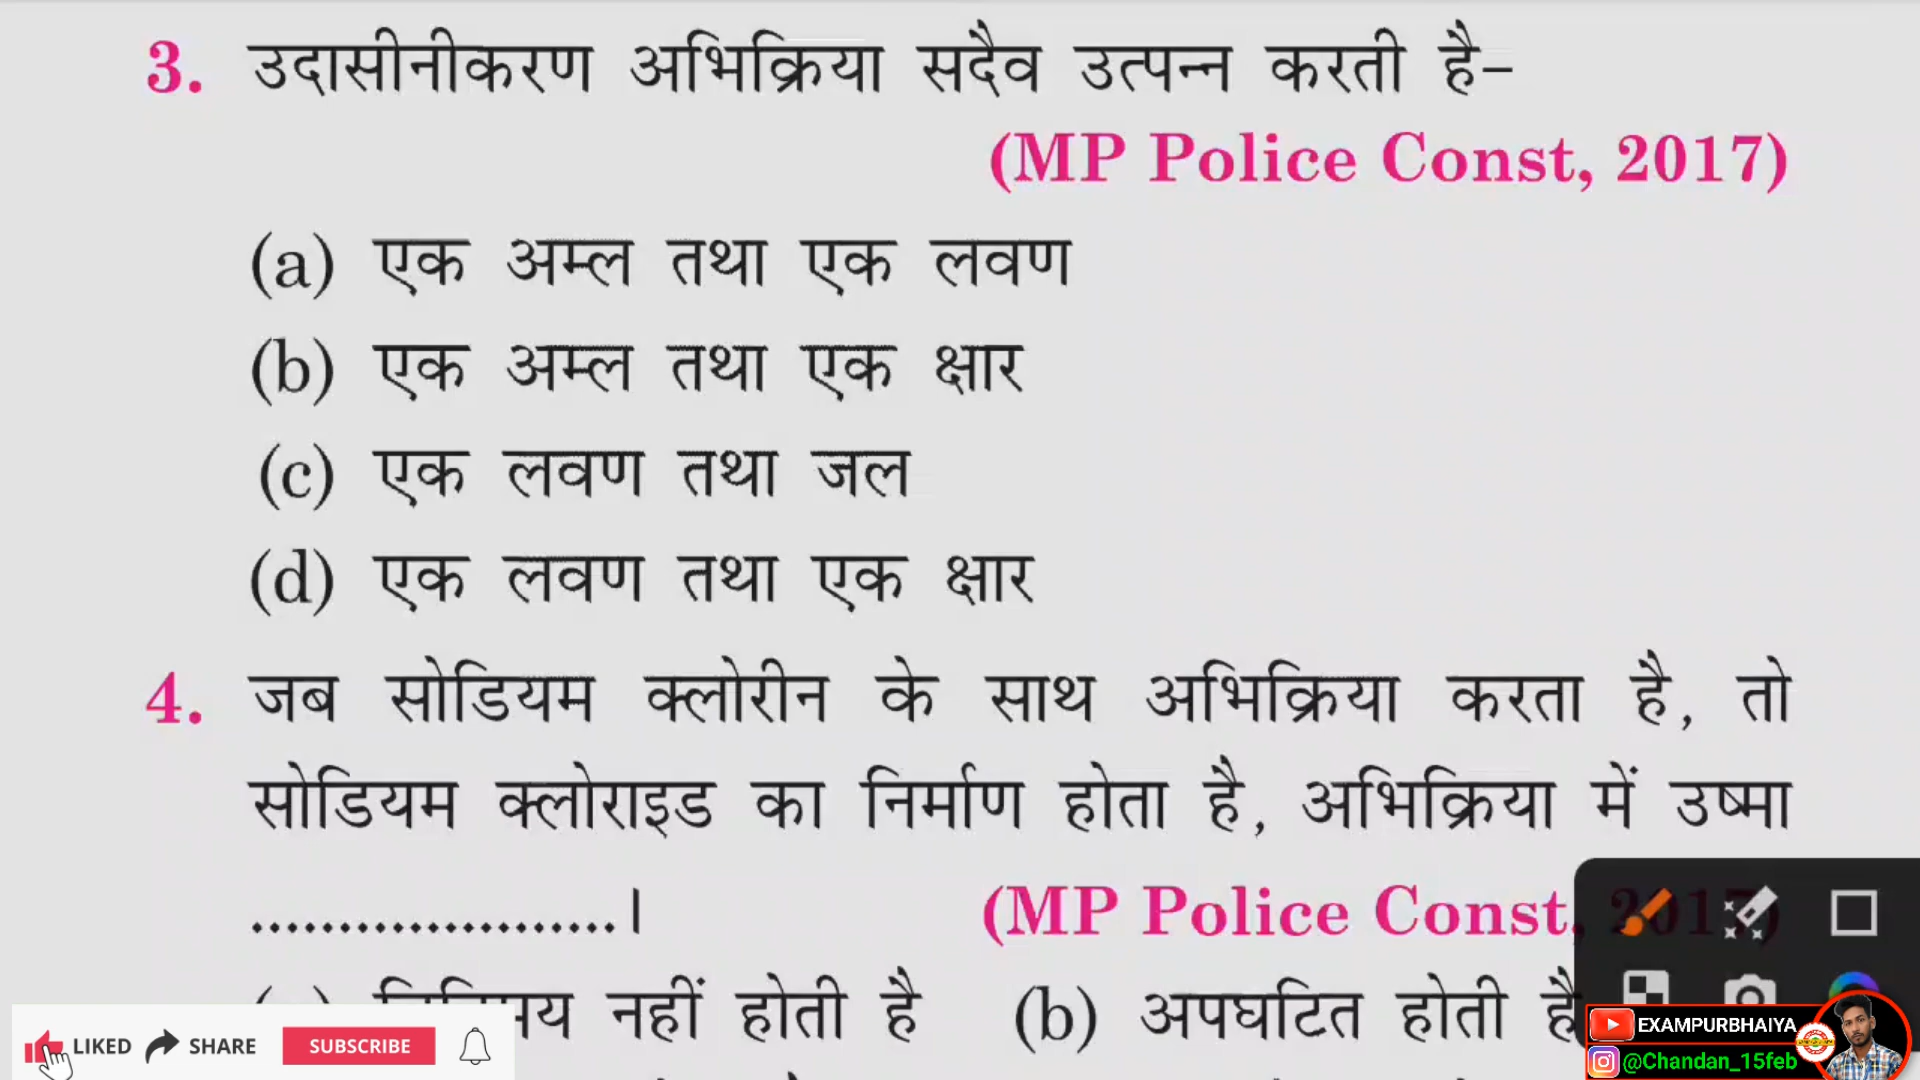 3. उदासीनीकरण अभिक्रिया सदैव उत्पन्न करती है–
(MP Police Const, 2017)
(a) एक अम्ल तथा एक लवण
(b) एक अम्ल तथा एक क्षार
(c) एक लवण तथा जल
(d) एक लवण तथा एक क्षार
4. जब सोडियम क्लोरीन के साथ अभिक्रिया करता है, तो
सोडियम क्लोराइड का निर्माण होता है, अभिक्रिया में उष्मा
.....................।
(MP Police Const, 2017)
नहीं होती है (b) अपघटित होती है
LIKED SHARE SUBSCRIBE
EXAMPURBHAIYA
@Chandan_15feb